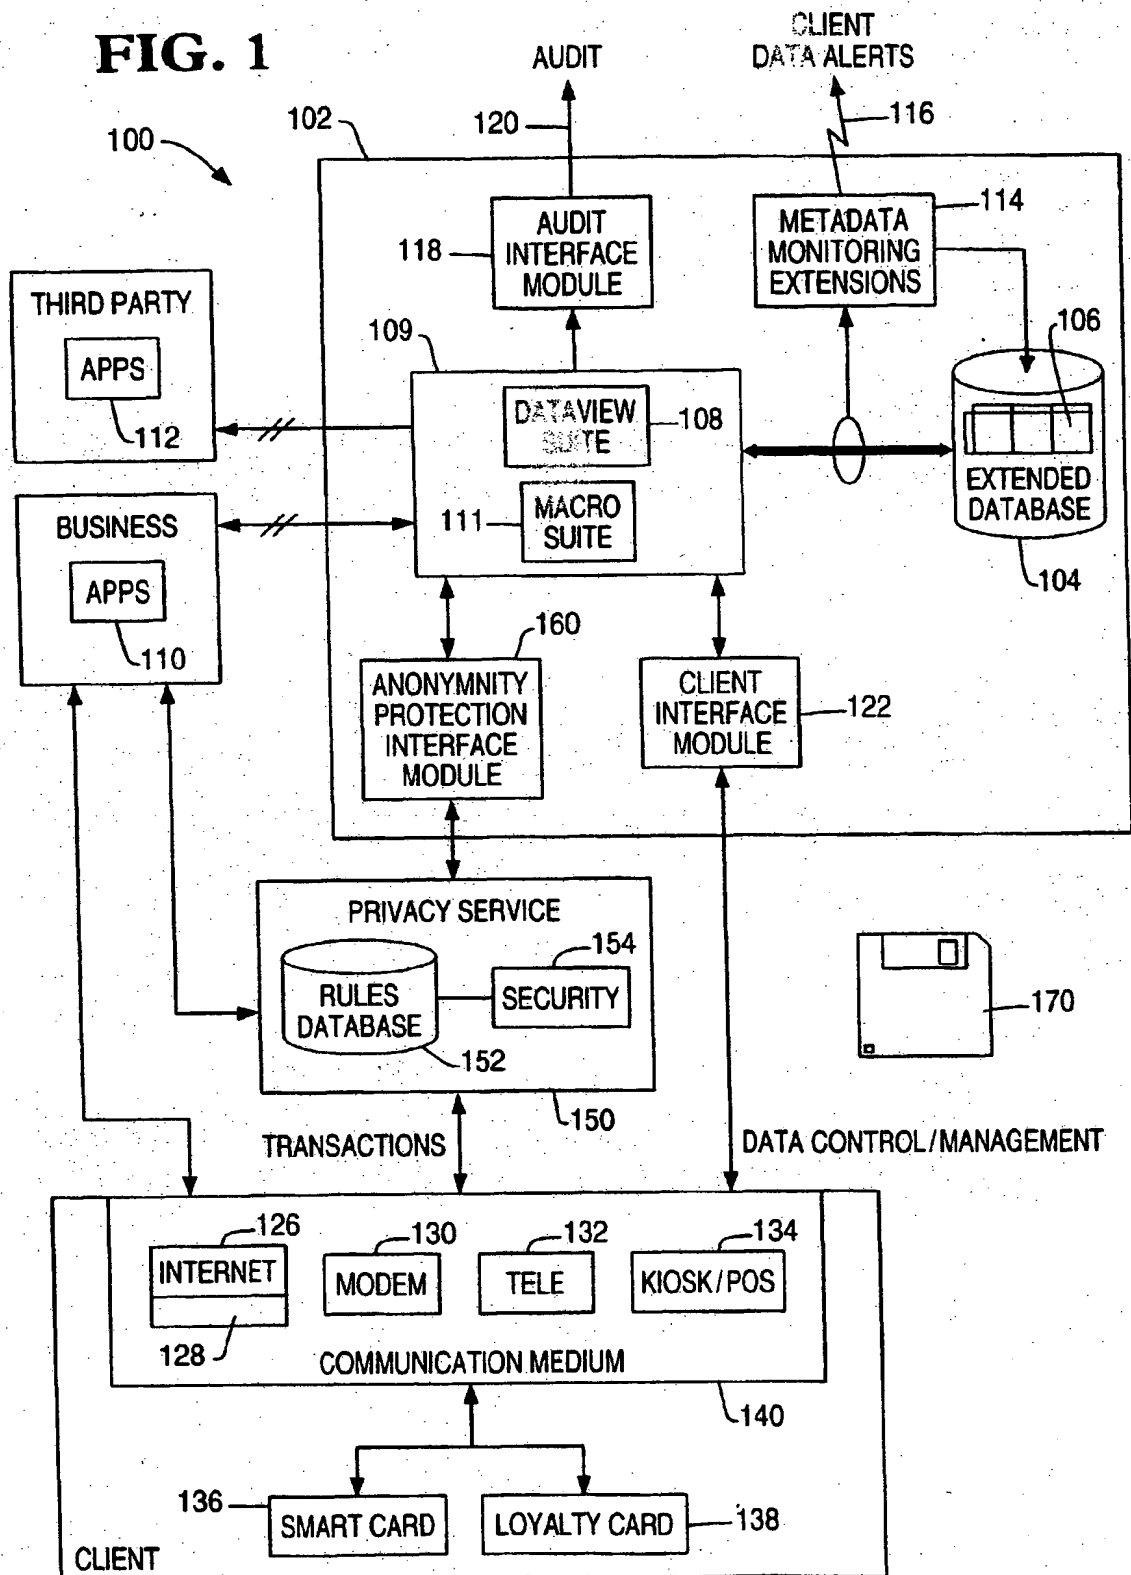 FIG. 1
AUDIT
CLIENT
DATA ALERTS
120
116
102
100
114
AUDIT
INTERFACE
MODULE
118
METADATA
MONITORING
EXTENSIONS
THIRD PARTY
APPS
112
109
106
DATAVIEW
SUITE
108
EXTENDED
DATABASE
104
BUSINESS
APPS
110
111
MACRO
SUITE
160
ANONYMNITY
PROTECTION
INTERFACE
MODULE
CLIENT
INTERFACE
MODULE
122
PRIVACY SERVICE
154
RULES
DATABASE
SECURITY
152
170
150
TRANSACTIONS
DATA CONTROL/MANAGEMENT
126
130
132
134
INTERNET
MODEM
TELE
KIOSK/POS
128
COMMUNICATION MEDIUM
140
136
SMART CARD
LOYALTY CARD
138
CLIENT